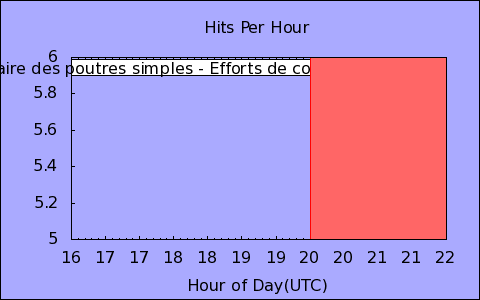 Hits Per Hour
6
aire des poutres simples - Efforts de co
5.8
5.6
5.4
5.2
5
16 17 17 18 18 19 19 20 20 21 21 22
Hour of Day(UTC)